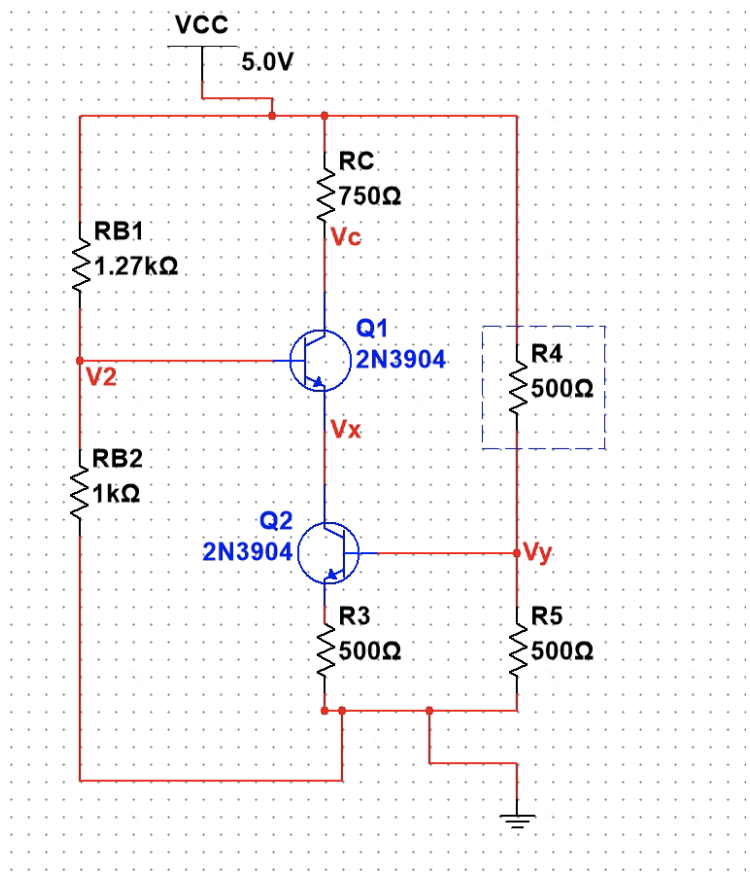 VCC
5.0V
RC
750Ω
Vc
RB1
1.27kΩ
Q1
2N3904
V2
R4
500Ω
Vx
RB2
1kΩ
Q2
2N3904
Vy
R3
500Ω
R5
500Ω